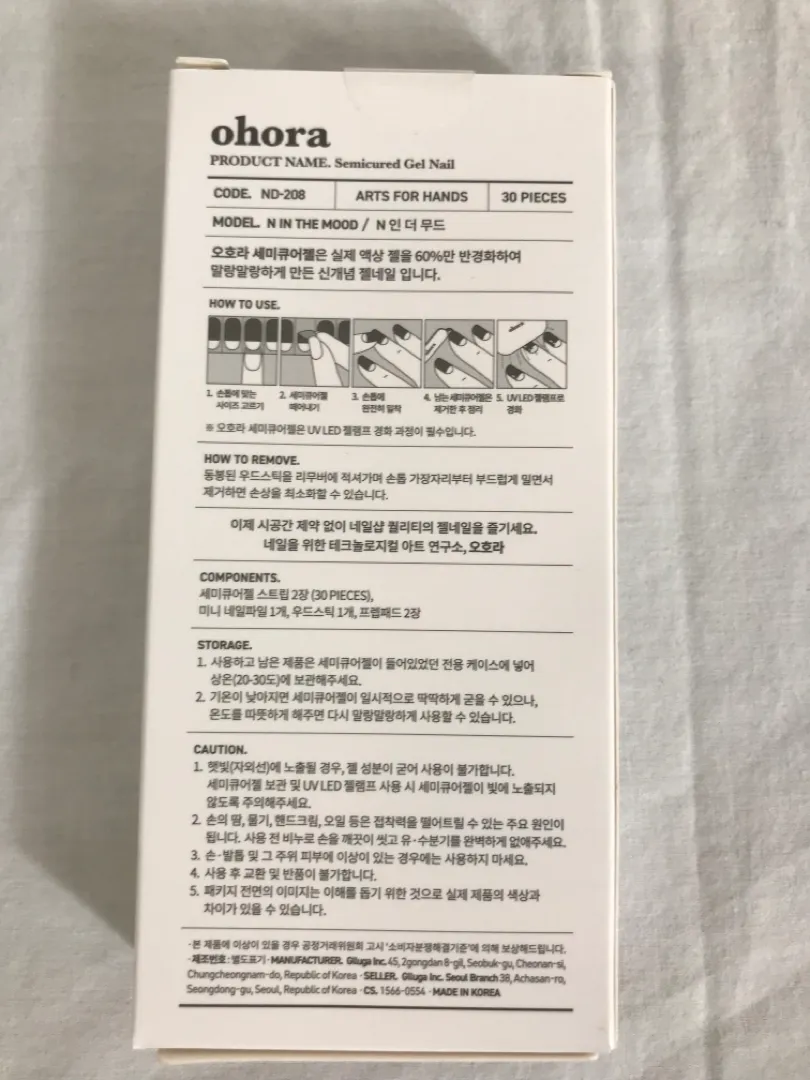 ohora
PRODUCT NAME. Semicured Gel Nail
CODE. ND-208 ARTS FOR HANDS 30 PIECES
MODEL. N IN THE MOOD / N 인 더 무드
오호라 세미큐어젤은 실제 액상 젤을 60%만 반경화하여
말랑말랑하게 만든 신개념 젤네일 입니다.
HOW TO USE.
1. 손톱에 맞는
사이즈 고르기
2. 세미큐어젤
떼어내기
3. 손톱에
완전히 밀착
4. 남는 세미큐어젤은
제거한 후 정리
5. UV LED 젤램프로
경화
※ 오호라 세미큐어젤은 UV LED 젤램프 경화 과정이 필수입니다.
HOW TO REMOVE.
동봉된 우드스틱을 리무버에 적셔가며 손톱 가장자리부터 부드럽게 밀면서
제거하면 손상을 최소화할 수 있습니다.
이제 시공간 제약 없이 네일샵 퀄리티의 젤네일을 즐기세요.
네일을 위한 테크놀로지컬 아트 연구소, 오호라
COMPONENTS.
세미큐어젤 스트립 2장 (30 PIECES),
미니 네일파일 1개, 우드스틱 1개, 프렙패드 2장
STORAGE.
1. 사용하고 남은 제품은 세미큐어젤이 들어있었던 전용 케이스에 넣어
상온(20-30도)에 보관해주세요.
2. 기온이 낮아지면 세미큐어젤이 일시적으로 딱딱하게 굳을 수 있으나,
온도를 따뜻하게 해주면 다시 말랑말랑하게 사용할 수 있습니다.
CAUTION.
1. 햇빛(자외선)에 노출될 경우, 젤 성분이 굳어 사용이 불가합니다.
세미큐어젤 보관 및 UV LED 젤램프 사용 시 세미큐어젤이 빛에 노출되지
않도록 주의해주세요.
2. 손의 땀, 물기, 핸드크림, 오일 등은 접착력을 떨어트릴 수 있는 주요 원인이
됩니다. 사용 전 비누로 손을 깨끗이 씻고 유·수분기를 완벽하게 없애주세요.
3. 손·발톱 및 그 주위 피부에 이상이 있는 경우에는 사용하지 마세요.
4. 사용 후 교환 및 반품이 불가합니다.
5. 패키지 전면의 이미지는 이해를 돕기 위한 것으로 실제 제품의 색상과
차이가 있을 수 있습니다.
·본 제품에 이상이 있을 경우 공정거래위원회 고시 '소비자분쟁해결기준'에 의해 보상해드립니다.
·제조번호 : 별도표기 · MANUFACTURER. Glluga Inc. 45, 2gongdan 8-gil, Seobuk-gu, Cheonan-si,
Chungcheongnam-do, Republic of Korea · SELLER. Glluga Inc. Seoul Branch 38, Achasan-ro,
Seongdong-gu, Seoul, Republic of Korea · CS. 1566-0554 · MADE IN KOREA